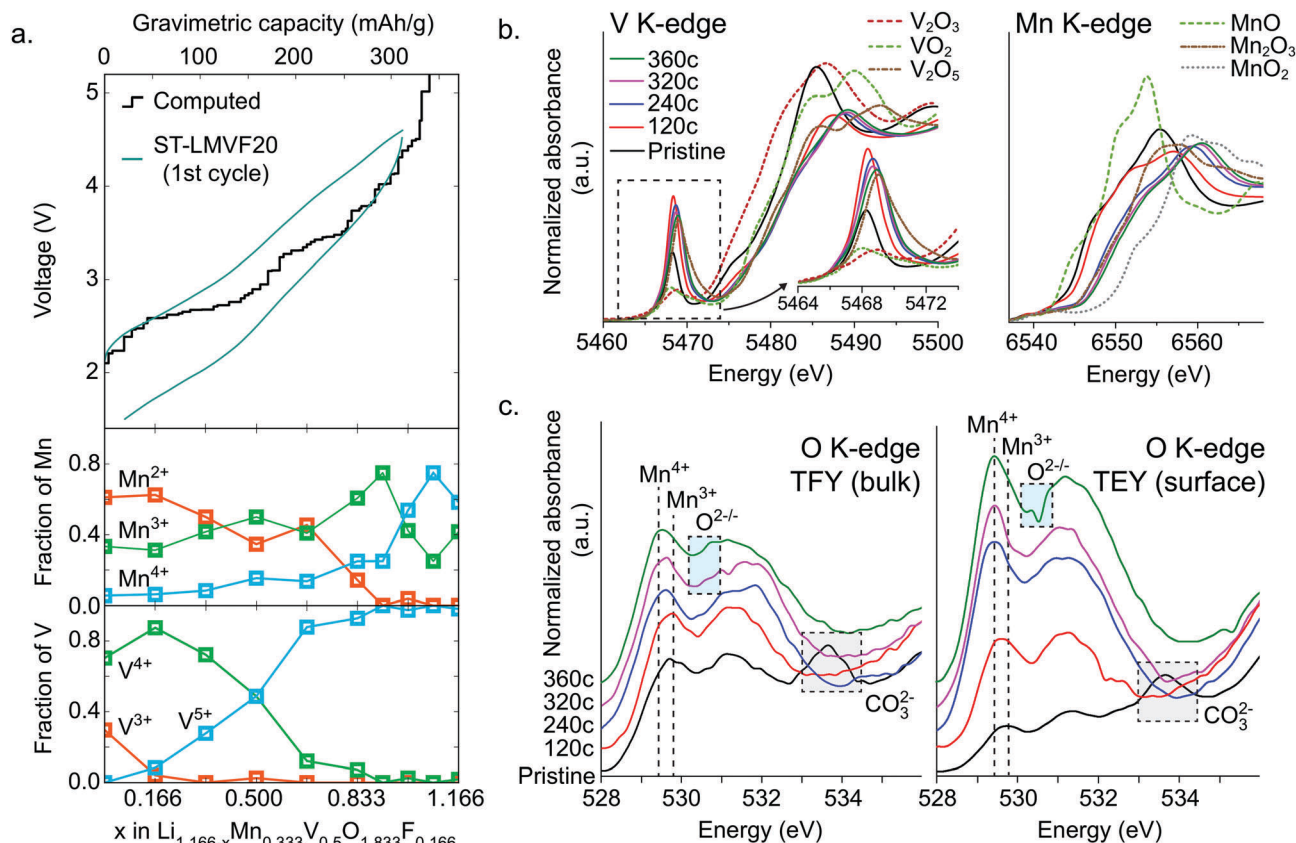 a.
Gravimetric capacity (mAh/g)
0 100 200 300
Computed
ST-LMVF20
(1st cycle)
Voltage (V)
5
4
3
2
Fraction of Mn
0.8
0.4
0.0
Mn²⁺
Mn³⁺
Mn⁴⁺
Fraction of V
0.8
0.4
0.0
V⁴⁺
V³⁺
V⁵⁺
0.166 0.500 0.833 1.166
x in Li₁.₁₆₆₋ₓMn₀.₃₃₃V₀.₅O₁.₈₃₃F₀.₁₆₆
b.
V K-edge
V₂O₃
VO₂
V₂O₅
360c
320c
240c
120c
Pristine
Normalized absorbance
(a.u.)
5464 5468 5472
5460 5470 5480 5490 5500
Energy (eV)
Mn K-edge
MnO
Mn₂O₃
MnO₂
6540 6550 6560
Energy (eV)
c.
Normalized absorbance
(a.u.)
O K-edge
TFY (bulk)
Mn⁴⁺
Mn³⁺
O²⁻/⁻
CO₃²⁻
360c
320c
240c
120c
Pristine
528 530 532 534
Energy (eV)
O K-edge
TEY (surface)
Mn⁴⁺
Mn³⁺
O²⁻/⁻
CO₃²⁻
528 530 532 534
Energy (eV)